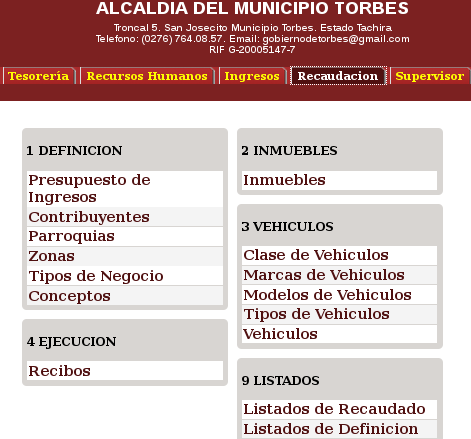 ALCALDIA DEL MUNICIPIO TORBES
Troncal 5. San Josecito Municipio Torbes. Estado Tachira
Telefono: (0276) 764.08.57. Email: gobiernodetorbes@gmail.com
RIF G-20005147-7
Tesorería Recursos Humanos Ingresos Recaudacion Supervisor
1 DEFINICION
Presupuesto de
Ingresos
Contribuyentes
Parroquias
Zonas
Tipos de Negocio
Conceptos
4 EJECUCION
Recibos
2 INMUEBLES
Inmuebles
3 VEHICULOS
Clase de Vehiculos
Marcas de Vehiculos
Modelos de Vehiculos
Tipos de Vehiculos
Vehiculos
9 LISTADOS
Listados de Recaudado
Listados de Definicion